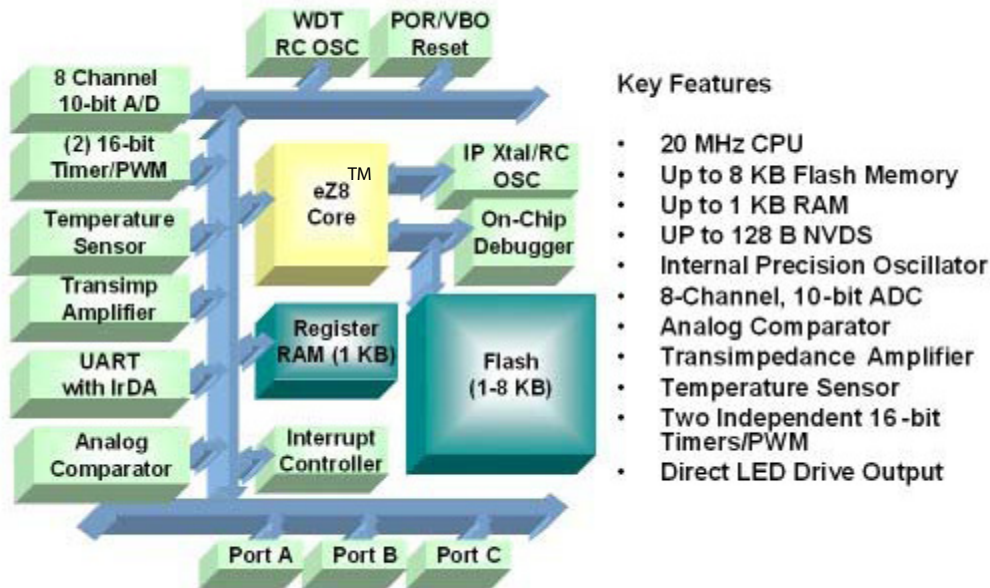 WDT
RC OSC
POR/VBO
Reset
8 Channel
10-bit A/D
(2) 16-bit
Timer/PWM
Temperature
Sensor
Transimp
Amplifier
UART
with IrDA
Analog
Comparator
eZ8™
Core
IP Xtal/RC
OSC
On-Chip
Debugger
Register
RAM (1 KB)
Flash
(1-8 KB)
Interrupt
Controller
Port A
Port B
Port C
Key Features
• 20 MHz CPU
• Up to 8 KB Flash Memory
• Up to 1 KB RAM
• UP to 128 B NVDS
• Internal Precision Oscillator
• 8-Channel, 10-bit ADC
• Analog Comparator
• Transimpedance Amplifier
• Temperature Sensor
• Two Independent 16-bit
Timers/PWM
• Direct LED Drive Output